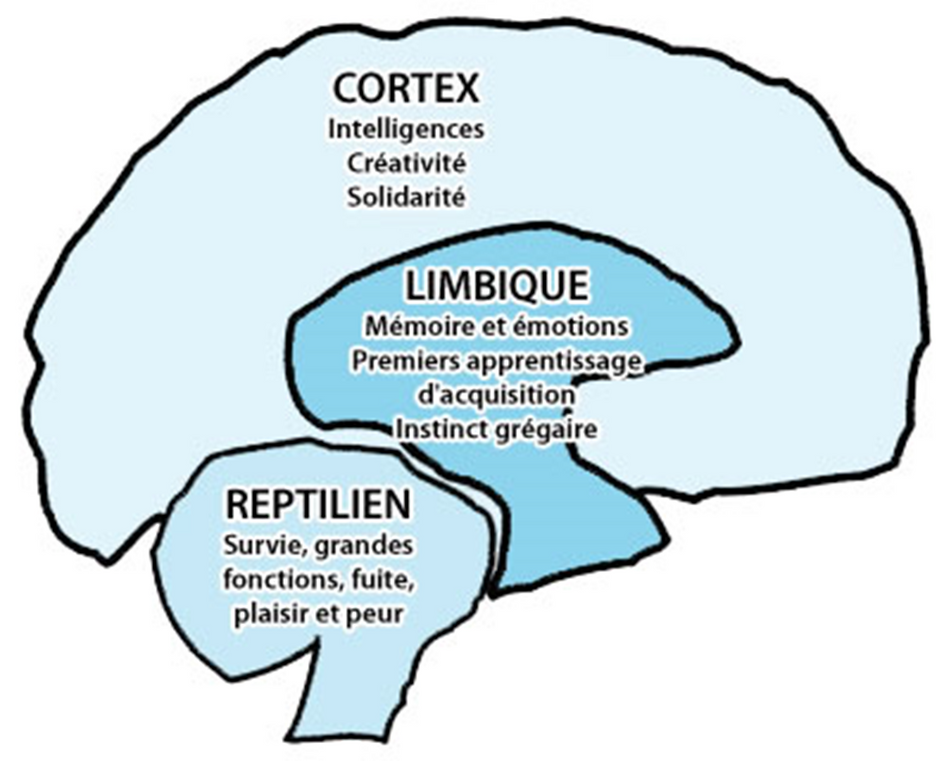 CORTEX
Intelligences
Créativité
Solidarité
LIMBIQUE
Mémoire et émotions
Premiers apprentissage
d'acquisition
Instinct grégaire
REPTILIEN
Survie, grandes
fonctions, fuite,
plaisir et peur